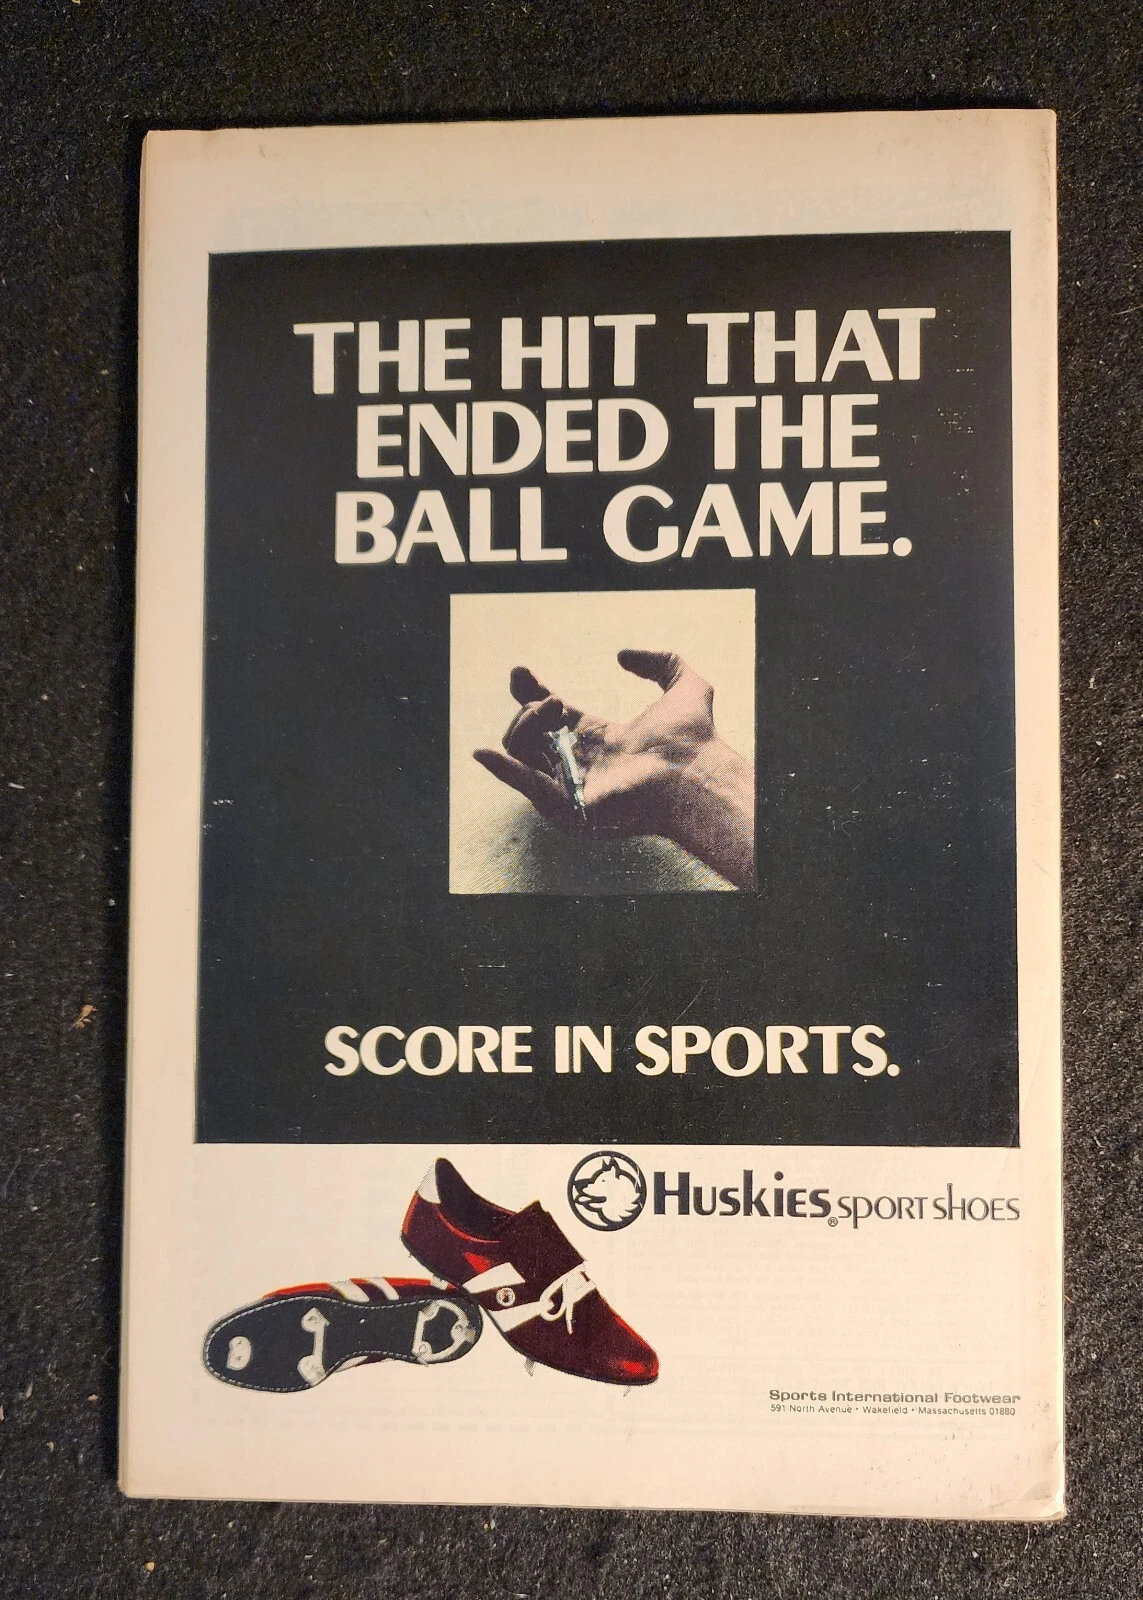 THE HIT THAT
ENDED THE
BALL GAME.
SCORE IN SPORTS.
HUSKIES® SPORT SHOES
Sports International Footwear
591 North Avenue • Wakefield • Massachusetts 01880